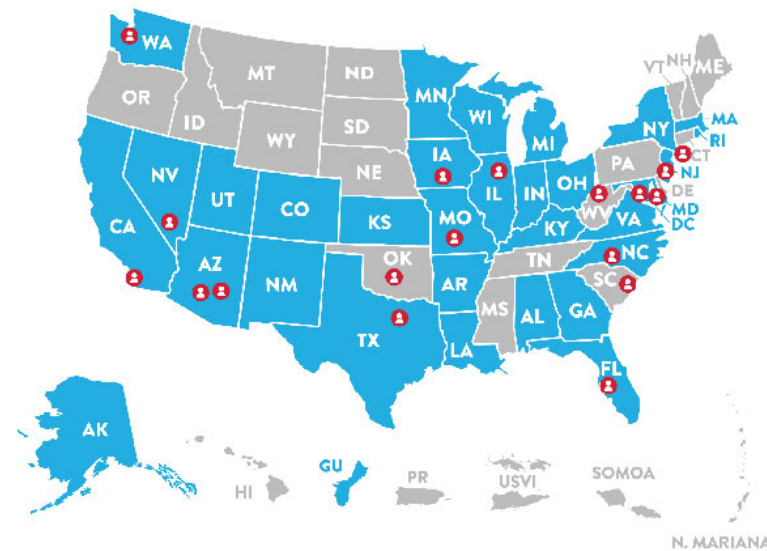 WA
MT
ND
MN
VT
NH
ME
OR
ID
WY
SD
WI
MI
NY
MA
RI
CT
NV
UT
NE
IA
IL
IN
OH
PA
NJ
DE
MD
DC
CA
CO
KS
MO
KY
WV
VA
AZ
NM
OK
AR
TN
NC
SC
TX
LA
MS
AL
GA
FL
AK
HI
GU
PR
USVI
SOMOA
N. MARIANA